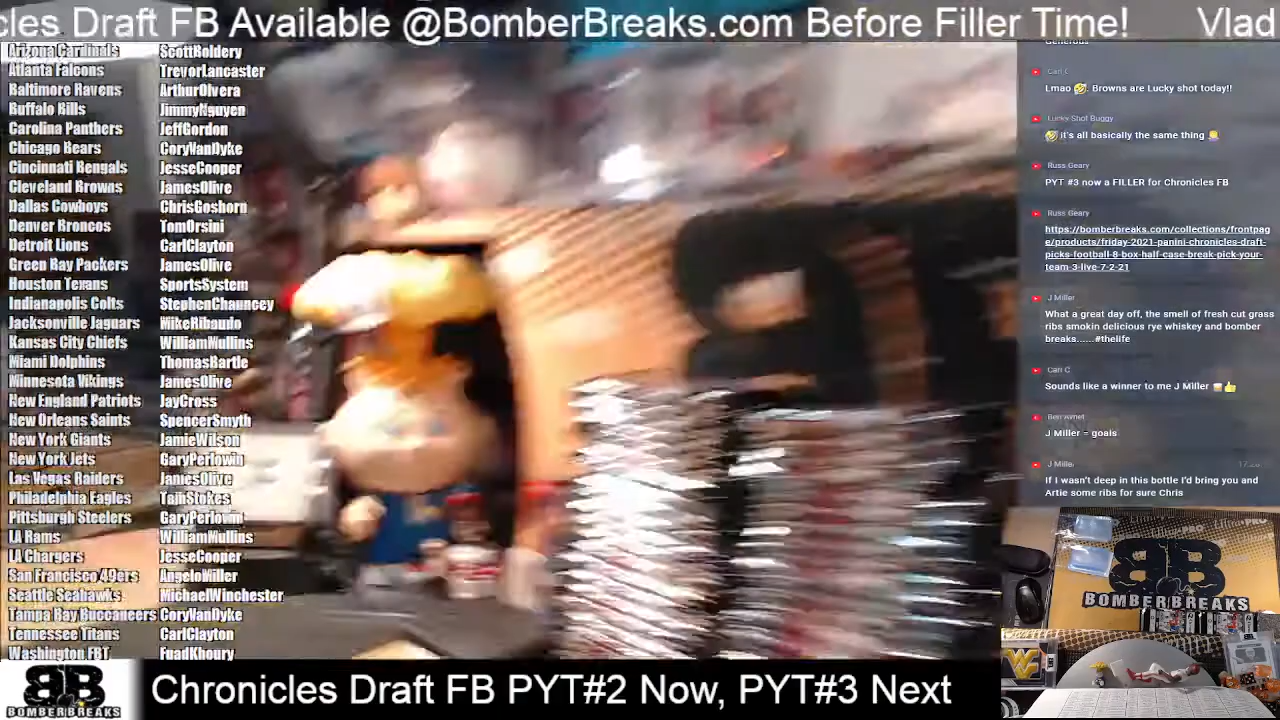 cles Draft FB Available @BomberBreaks.com Before Filler Time! Vlad
Arizona Cardinals ScottBoldery
Atlanta Falcons TrevorLancaster
Baltimore Ravens ArthurOlvera
Buffalo Bills JimmyNguyen
Carolina Panthers JeffGordon
Chicago Bears CoryVanDyke
Cincinnati Bengals JesseCooper
Cleveland Browns JamesOlive
Dallas Cowboys ChrisGoshorn
Denver Broncos TomOrsini
Detroit Lions CarlClayton
Green Bay Packers JamesOlive
Houston Texans SportsSystem
Indianapolis Colts StephenChauncey
Jacksonville Jaguars MikeRibaudo
Kansas City Chiefs WilliamMullins
Miami Dolphins ThomasBartle
Minnesota Vikings JamesOlive
New England Patriots JayCross
New Orleans Saints SpencerSmyth
New York Giants JamieWilson
New York Jets GaryPerlowin
Las Vegas Raiders JamesOlive
Philadelphia Eagles TajhStokes
Pittsburgh Steelers GaryPerlovin
LA Rams WilliamMullins
LA Chargers JesseCooper
San Francisco 49ers AngeloMiller
Seattle Seahawks MichaelWinchester
Tampa Bay Buccaneers CoryVanDyke
Tennessee Titans CarlClayton
Washington FBT FuadKhoury
Generous
Carl C
Lmao 🤣. Browns are Lucky shot today!!
Lucky Shot Buggy
🤣 it's all basically the same thing
Russ Geary
PYT #3 now a FILLER for Chronicles FB
Russ Geary
https://bomberbreaks.com/collections/frontpag
e/products/friday-2021-panini-chronicles-draft-
picks-football-8-box-half-case-break-pick-your-
team-3-live-7-2-21
J Miller
What a great day off, the smell of fresh cut grass
ribs smokin delicious rye whiskey and bomber
breaks......#thelife
Carl C
Sounds like a winner to me J Miller 🍺👍
J Miller = goals
J Miller
If I wasn't deep in this bottle I'd bring you and
Artie some ribs for sure Chris
BB
BOMBERBREAKS
BB
BOMBERBREAKS
Chronicles Draft FB PYT#2 Now, PYT#3 Next